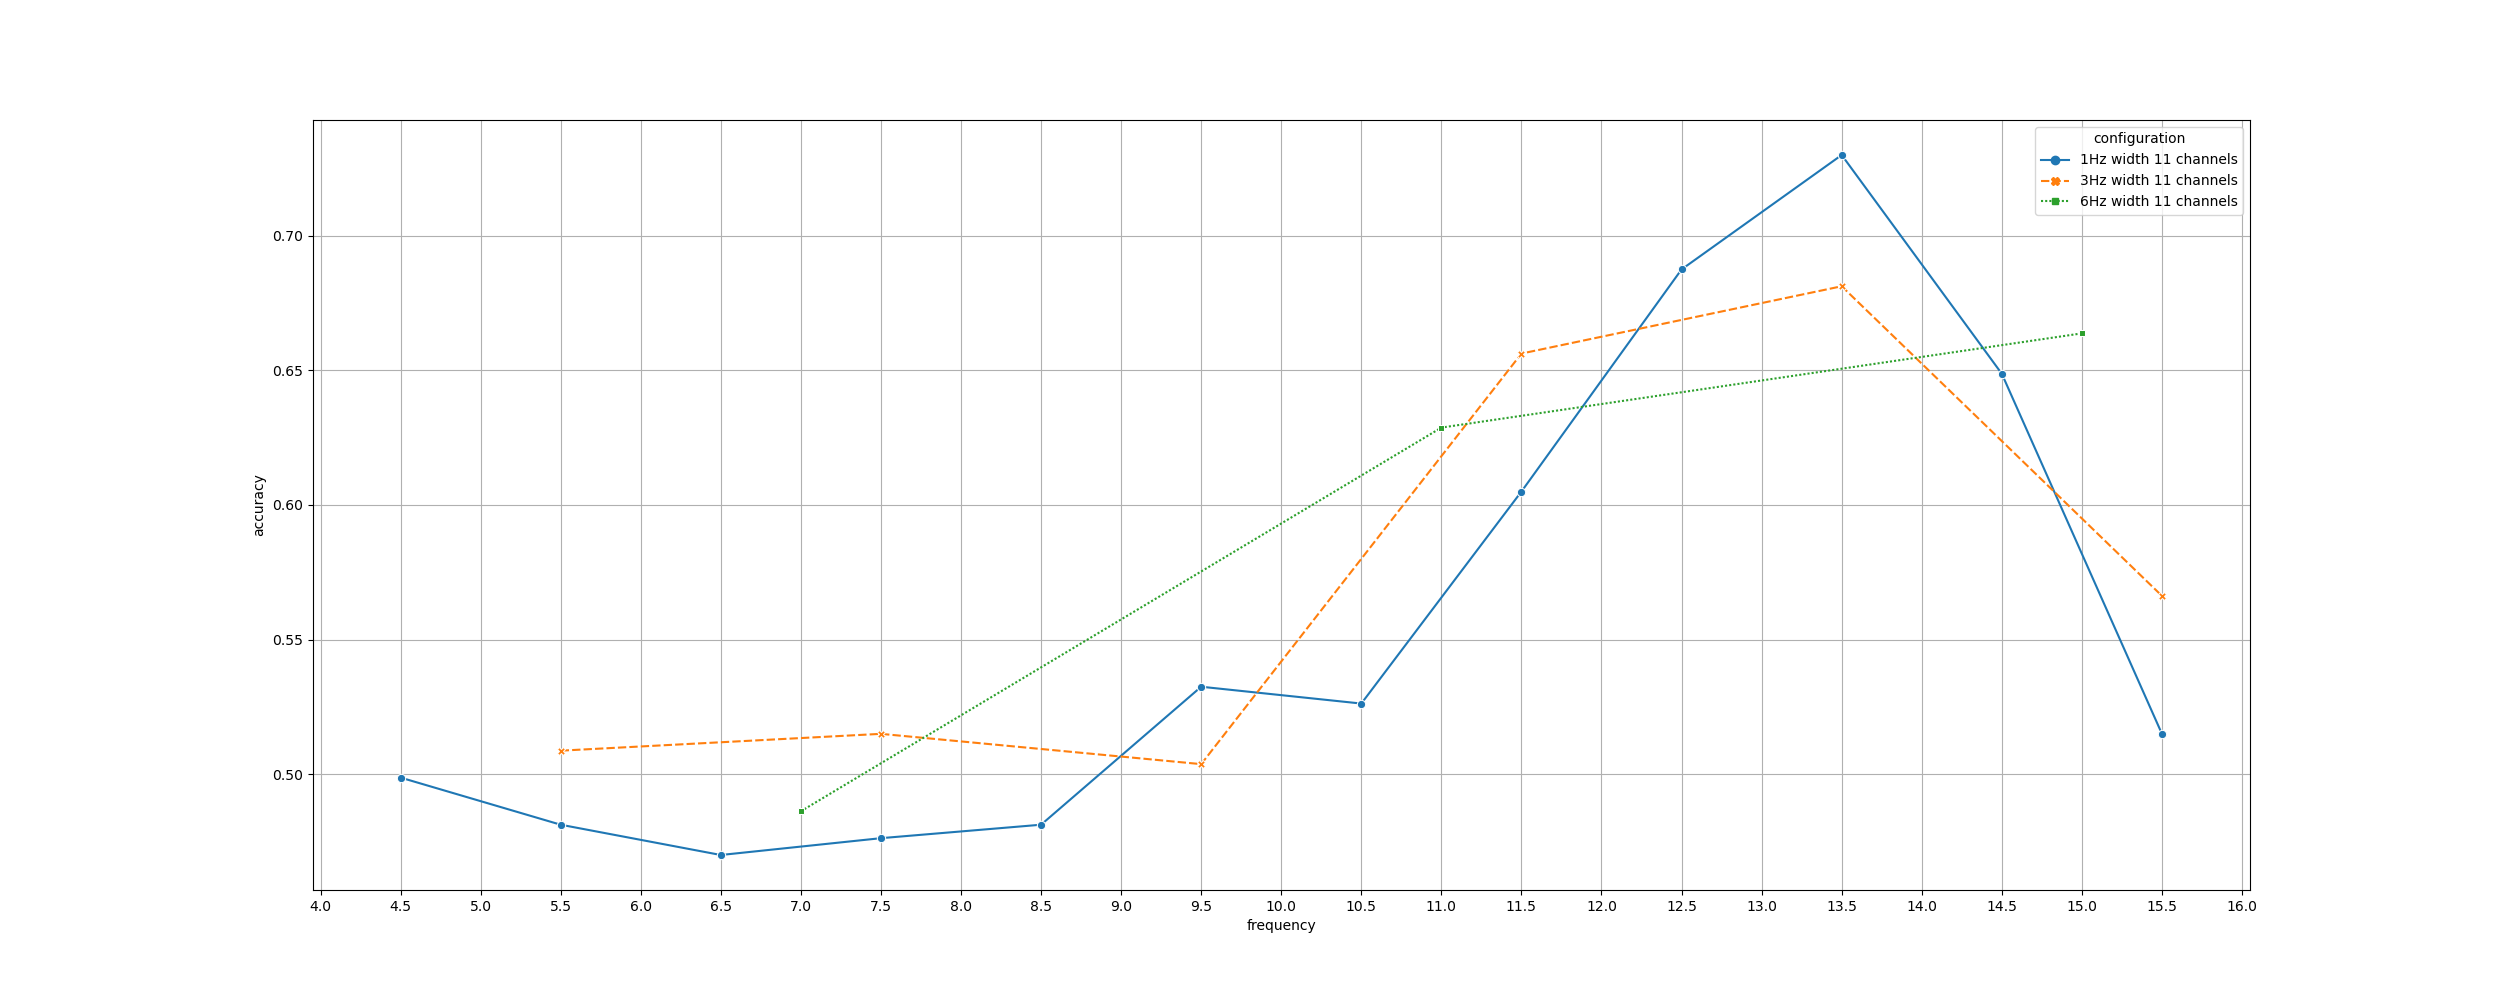 configuration
1Hz width 11 channels
3Hz width 11 channels
6Hz width 11 channels
0.70
0.65
0.60
0.55
0.50
accuracy
4.0 4.5 5.0 5.5 6.0 6.5 7.0 7.5 8.0 8.5 9.0 9.5 10.0 10.5 11.0 11.5 12.0 12.5 13.0 13.5 14.0 14.5 15.0 15.5 16.0
frequency